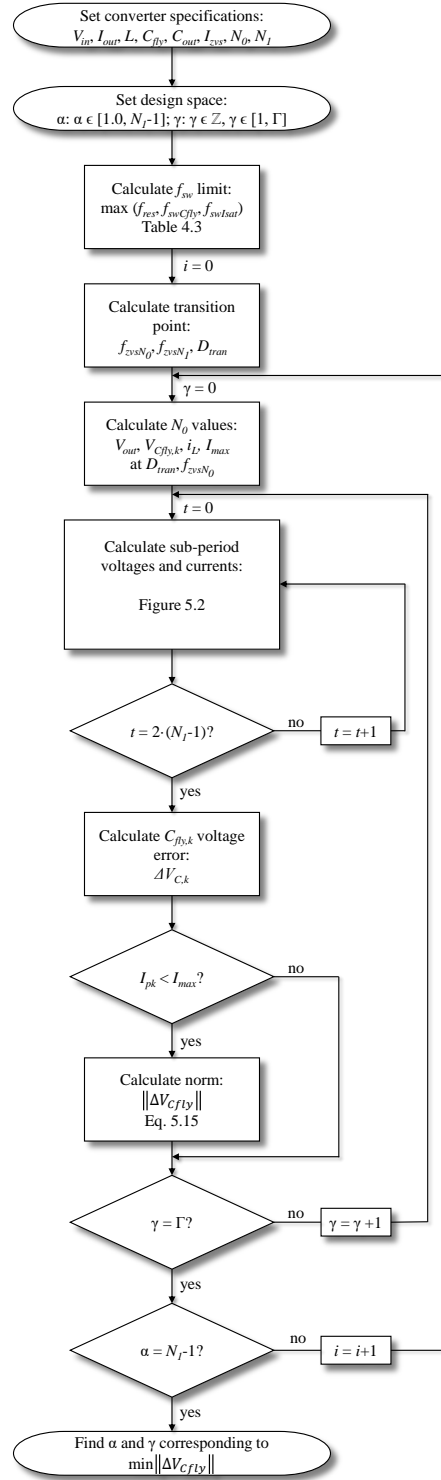 Set converter specifications:
V_in, I_out, L, C_fly, C_out, I_zvs, N_0, N_1
Set design space:
α: α ϵ [1.0, N_1-1]; γ: γ ϵ ℤ, γ ϵ [1, Γ]
Calculate f_sw limit:
max (f_res, f_swCfly, f_swIsat)
Table 4.3
i = 0
Calculate transition
point:
f_zvsN_0, f_zvsN_1, D_tran
γ = 0
Calculate N_0 values:
V_out, V_Cfly,k, i_L, I_max
at D_tran, f_zvsN_0
t = 0
Calculate sub-period
voltages and currents:
Figure 5.2
t = 2·(N_1-1)?
no
t = t+1
yes
Calculate C_fly,k voltage
error:
ΔV_C,k
I_pk < I_max?
no
yes
Calculate norm:
‖ΔV_Cfly‖
Eq. 5.15
γ = Γ?
no
γ = γ +1
yes
α = N_1-1?
no
i = i+1
yes
Find α and γ corresponding to
min‖ΔV_Cfly‖